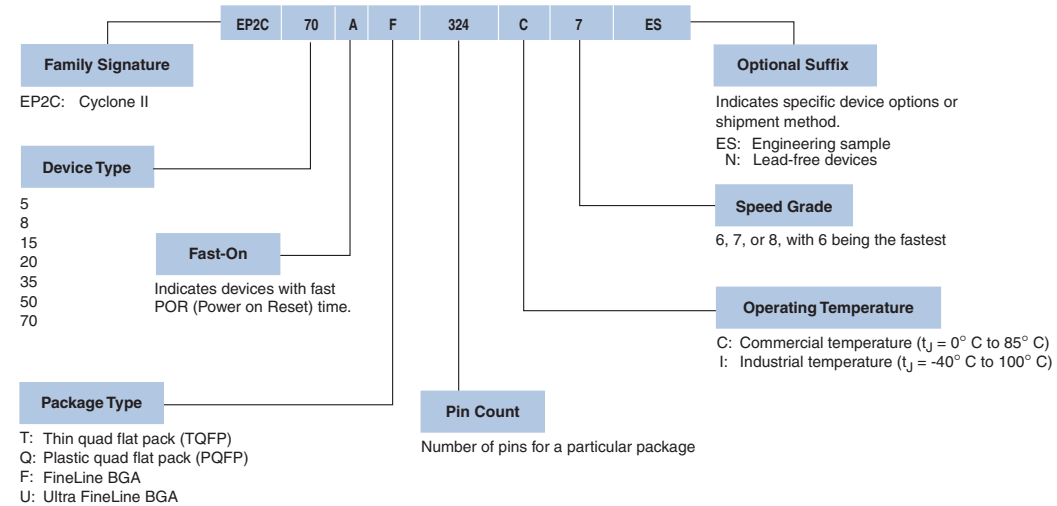 EP2C 70 A F 324 C 7 ES
Family Signature
EP2C: Cyclone II
Device Type
5
8
15
20
35
50
70
Fast-On
Indicates devices with fast
POR (Power on Reset) time.
Package Type
T: Thin quad flat pack (TQFP)
Q: Plastic quad flat pack (PQFP)
F: FineLine BGA
U: Ultra FineLine BGA
Pin Count
Number of pins for a particular package
Optional Suffix
Indicates specific device options or
shipment method.
ES: Engineering sample
N: Lead-free devices
Speed Grade
6, 7, or 8, with 6 being the fastest
Operating Temperature
C: Commercial temperature (tJ = 0° C to 85° C)
I: Industrial temperature (tJ = -40° C to 100° C)